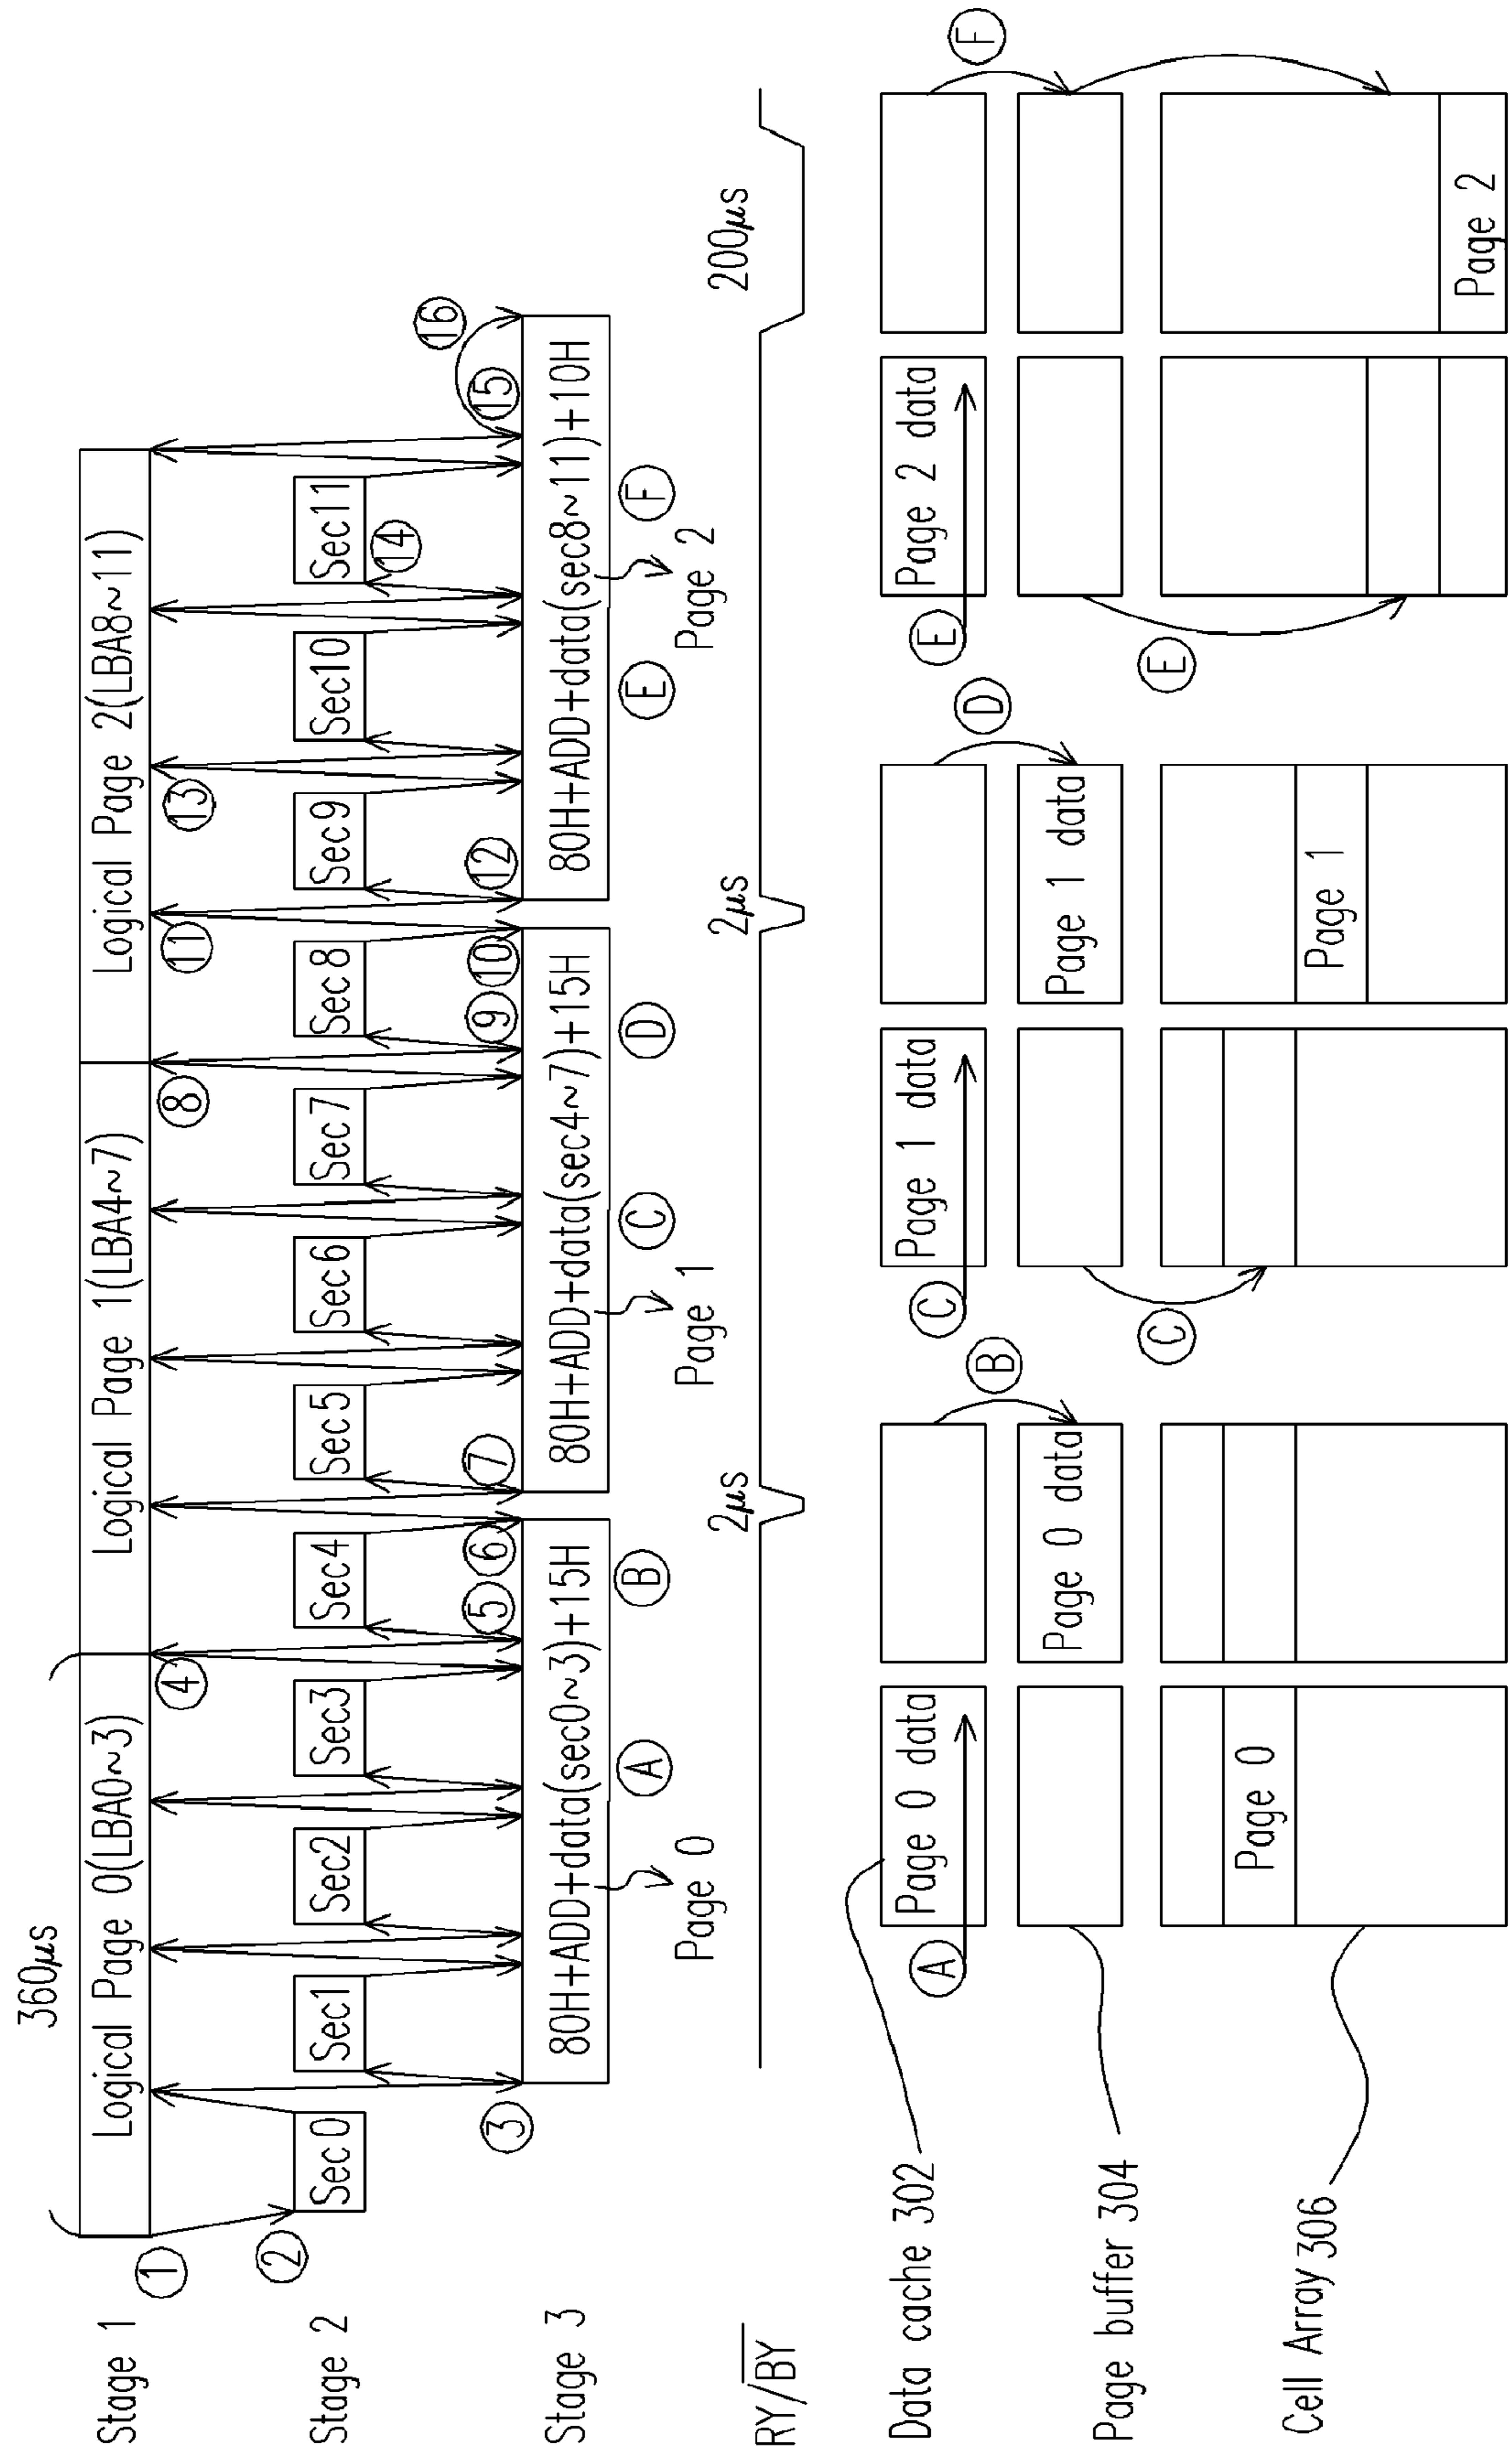 360μs
Stage 1
Logical Page 0(LBA0~3)
Logical Page 1(LBA4~7)
Logical Page 2(LBA8~11)
1
4
8
11
13
Stage 2
2
Sec0
Sec1
Sec2
Sec3
Sec4
Sec5
Sec6
Sec7
Sec8
Sec9
Sec10
Sec11
14
16
3
5
6
7
9
10
12
15
Stage 3
80H+ADD+data(sec0~3)+15H
80H+ADD+data(sec4~7)+15H
80H+ADD+data(sec8~11)+10H
A
B
C
D
E
F
Page 0
Page 1
Page 2
RY/BY
2μs
2μs
200μs
Data cache 302
A
Page 0 data
C
Page 1 data
E
Page 2 data
B
D
F
Page buffer 304
Page 0 data
Page 1 data
C
E
Cell Array 306
Page 0
Page 1
Page 2